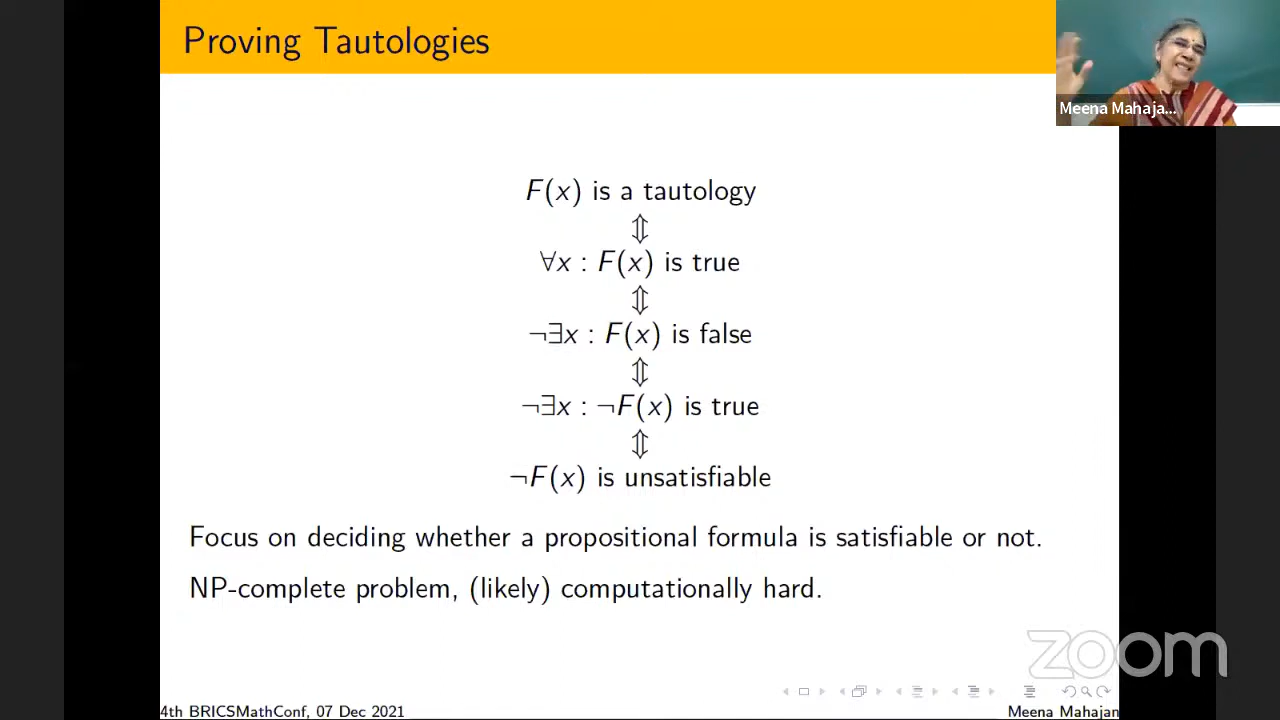 Proving Tautologies
Meena Mahaja...
F(x) is a tautology
⇕
∀x : F(x) is true
⇕
¬∃x : F(x) is false
⇕
¬∃x : ¬F(x) is true
⇕
¬F(x) is unsatisfiable
Focus on deciding whether a propositional formula is satisfiable or not.
NP-complete problem, (likely) computationally hard.
zoom
4th BRICSMathConf, 07 Dec 2021
Meena Mahajan